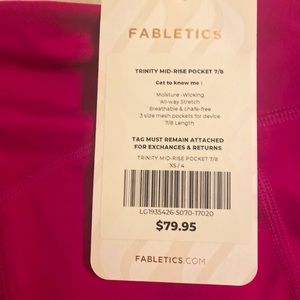 FABLETICS
TRINITY MID-RISE POCKET 7/8
Get to know me :
Moisture -Wicking
All-way Stretch
Breathable & chafe-free
3 side mesh pockets for device
7/8 Length
TAG MUST REMAIN ATTACHED
FOR EXCHANGES & RETURNS
TRINITY MID-RISE POCKET 7/8
XS / 4
LG1935426-5070-17020
$79.95
FABLETICS.COM